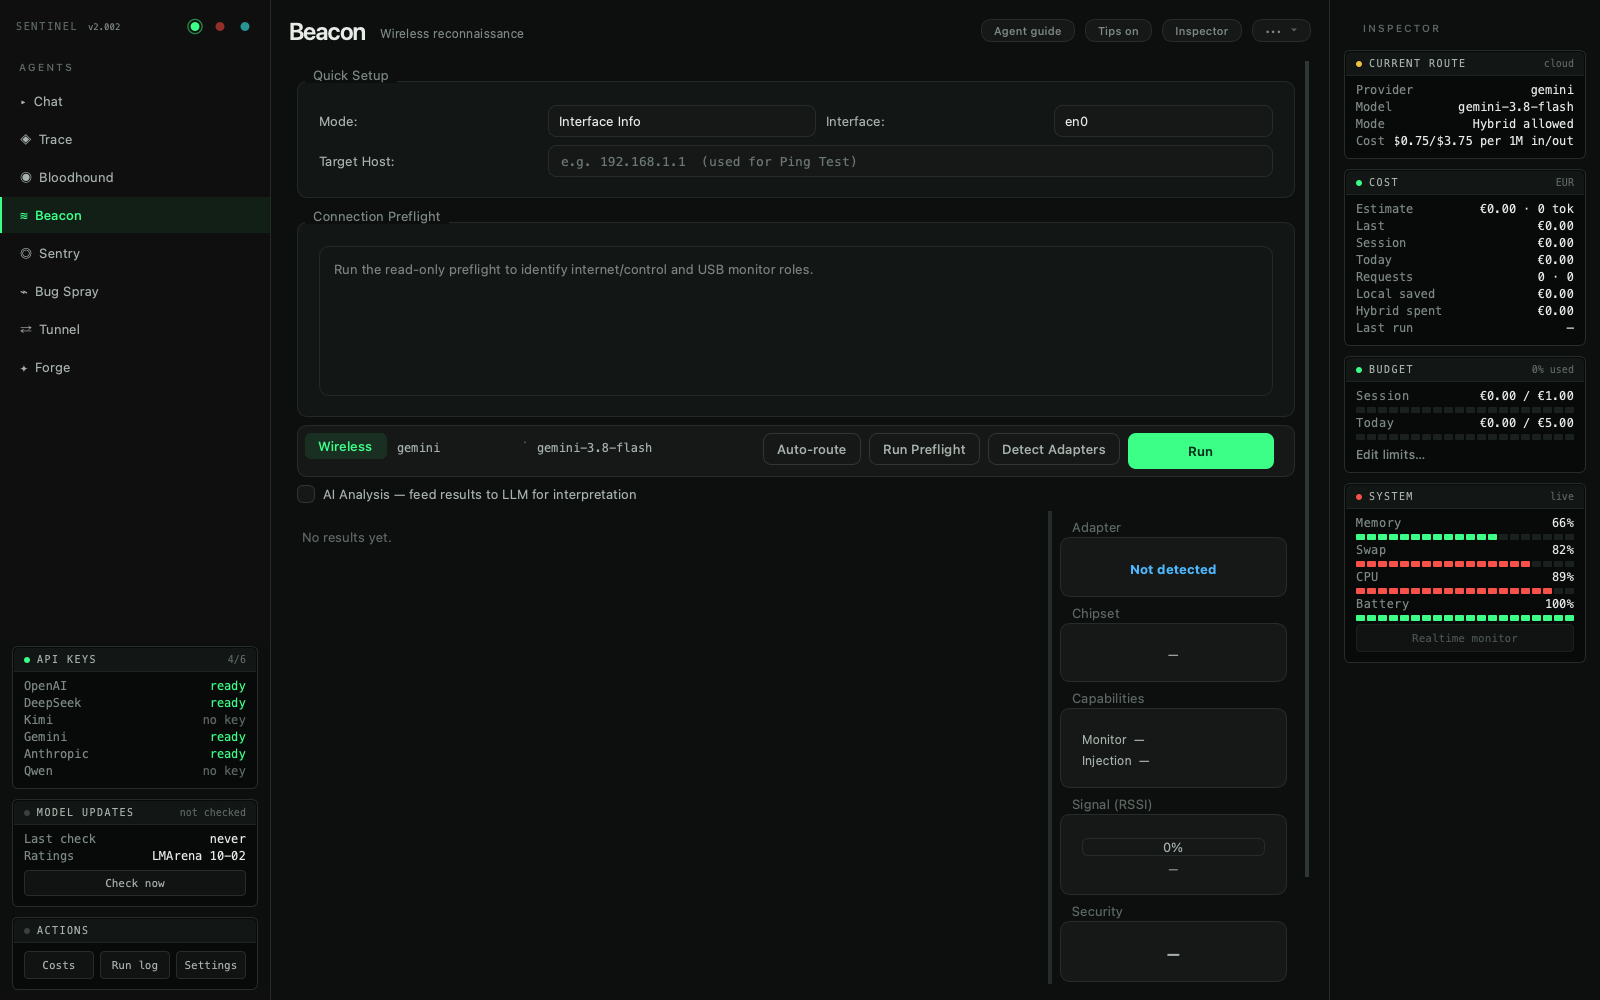 SENTINEL v2.002
AGENTS
Chat
Trace
Bloodhound
Beacon
Sentry
Bug Spray
Tunnel
Forge
API KEYS 4/6
OpenAI ready
DeepSeek ready
Kimi no key
Gemini ready
Anthropic ready
Qwen no key
MODEL UPDATES not checked
Last check never
Ratings LMArena 10-02
Check now
ACTIONS
Costs Run log Settings
Beacon Wireless reconnaissance
Agent guide Tips on Inspector ...
Quick Setup
Mode: Interface Info Interface: en0
Target Host: e.g. 192.168.1.1 (used for Ping Test)
Connection Preflight
Run the read-only preflight to identify internet/control and USB monitor roles.
Wireless gemini · gemini-3.8-flash Auto-route Run Preflight Detect Adapters Run
AI Analysis — feed results to LLM for interpretation
No results yet.
Adapter
Not detected
Chipset
—
Capabilities
Monitor —
Injection —
Signal (RSSI)
0%
—
Security
—
INSPECTOR
CURRENT ROUTE cloud
Provider gemini
Model gemini-3.8-flash
Mode Hybrid allowed
Cost $0.75/$3.75 per 1M in/out
COST EUR
Estimate €0.00 · 0 tok
Last €0.00
Session €0.00
Today €0.00
Requests 0 · 0
Local saved €0.00
Hybrid spent €0.00
Last run —
BUDGET 0% used
Session €0.00 / €1.00
Today €0.00 / €5.00
Edit limits…
SYSTEM live
Memory 66%
Swap 82%
CPU 89%
Battery 100%
Realtime monitor